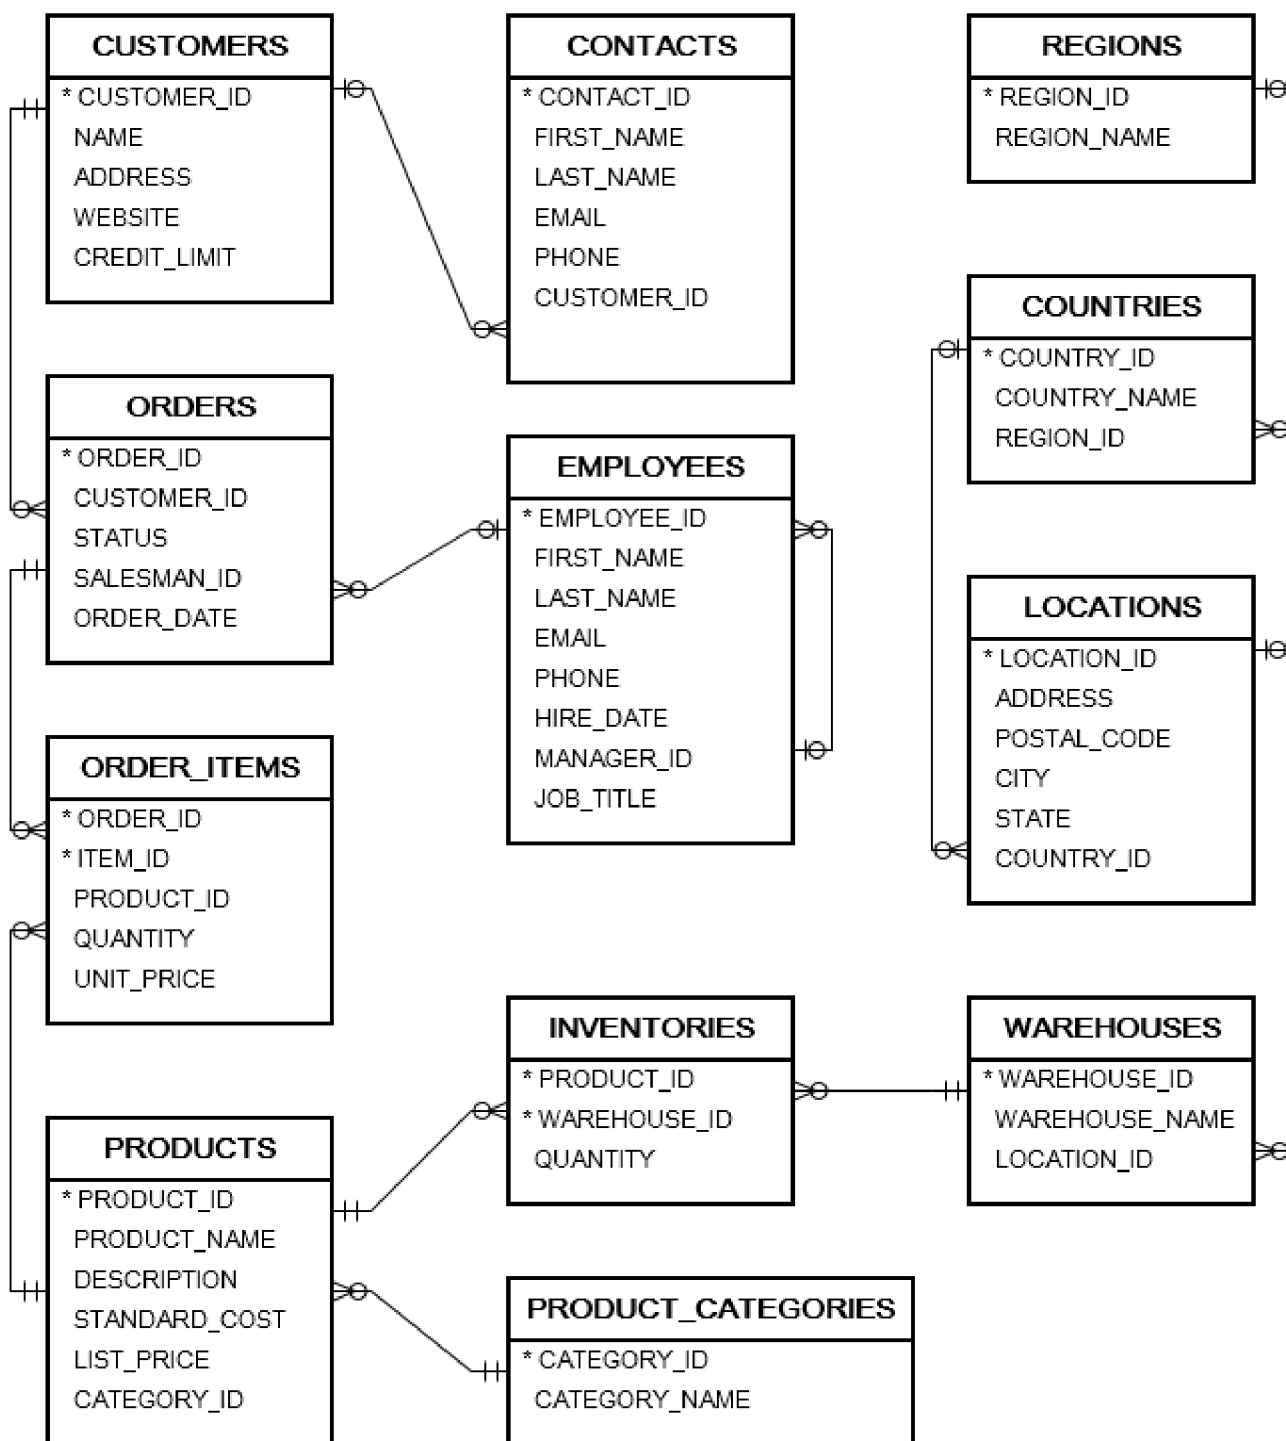 CUSTOMERS
* CUSTOMER_ID
NAME
ADDRESS
WEBSITE
CREDIT_LIMIT
CONTACTS
* CONTACT_ID
FIRST_NAME
LAST_NAME
EMAIL
PHONE
CUSTOMER_ID
REGIONS
* REGION_ID
REGION_NAME
COUNTRIES
* COUNTRY_ID
COUNTRY_NAME
REGION_ID
ORDERS
* ORDER_ID
CUSTOMER_ID
STATUS
SALESMAN_ID
ORDER_DATE
EMPLOYEES
* EMPLOYEE_ID
FIRST_NAME
LAST_NAME
EMAIL
PHONE
HIRE_DATE
MANAGER_ID
JOB_TITLE
LOCATIONS
* LOCATION_ID
ADDRESS
POSTAL_CODE
CITY
STATE
COUNTRY_ID
ORDER_ITEMS
* ORDER_ID
* ITEM_ID
PRODUCT_ID
QUANTITY
UNIT_PRICE
INVENTORIES
* PRODUCT_ID
* WAREHOUSE_ID
QUANTITY
WAREHOUSES
* WAREHOUSE_ID
WAREHOUSE_NAME
LOCATION_ID
PRODUCTS
* PRODUCT_ID
PRODUCT_NAME
DESCRIPTION
STANDARD_COST
LIST_PRICE
CATEGORY_ID
PRODUCT_CATEGORIES
* CATEGORY_ID
CATEGORY_NAME